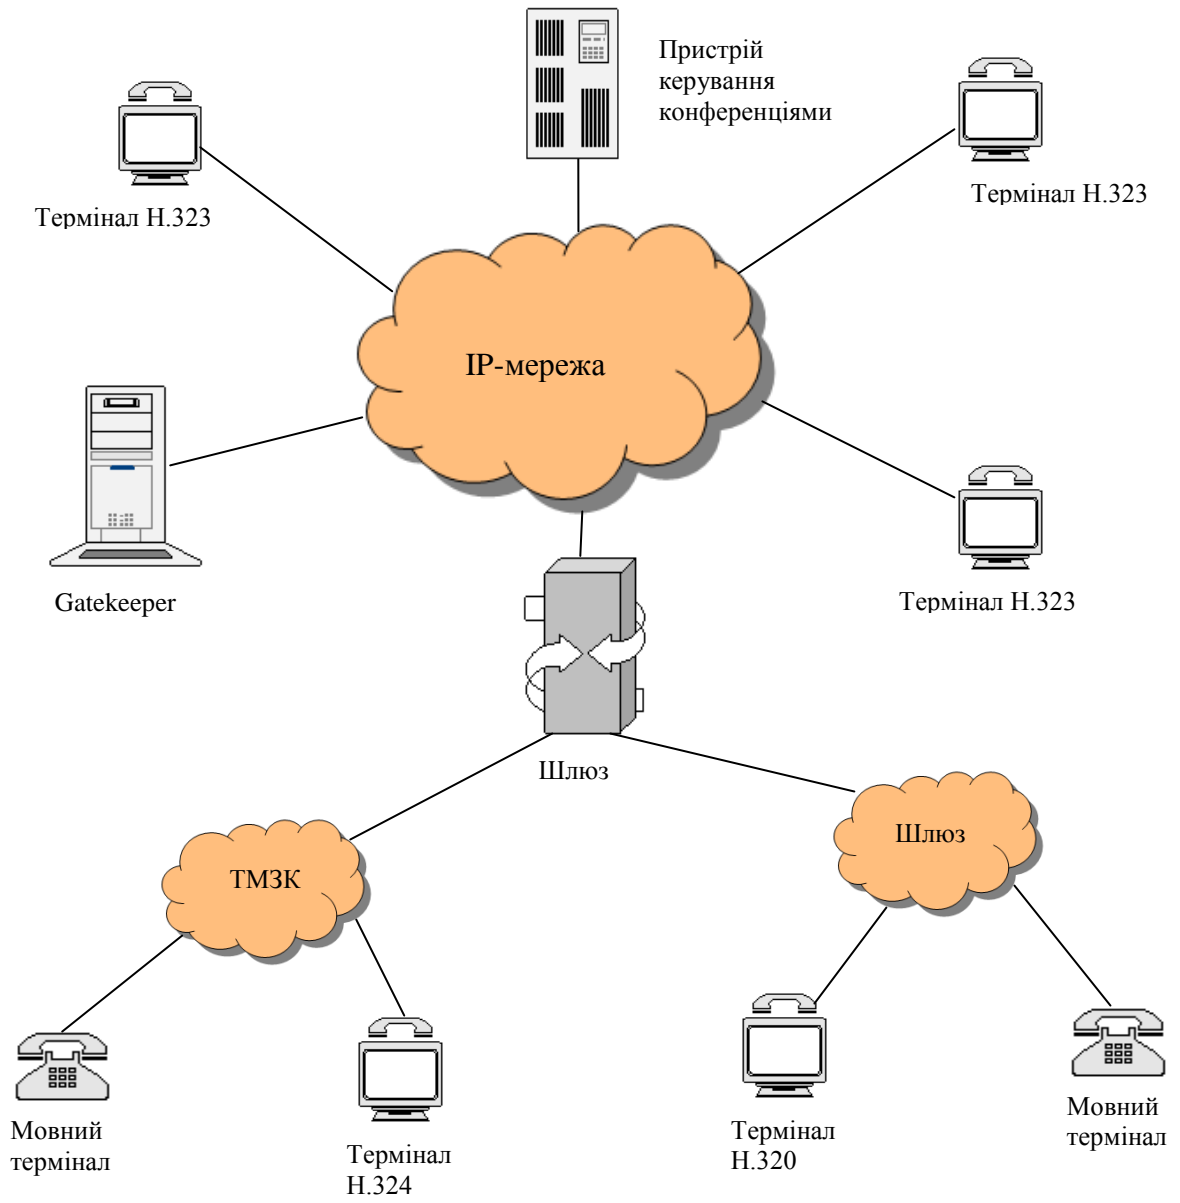 Пристрій
керування
конференціями
Термінал H.323
Термінал H.323
IP-мережа
Gatekeeper
Термінал H.323
Шлюз
ТМЗК
Шлюз
Мовний
термінал
Термінал
H.324
Термінал
H.320
Мовний
термінал